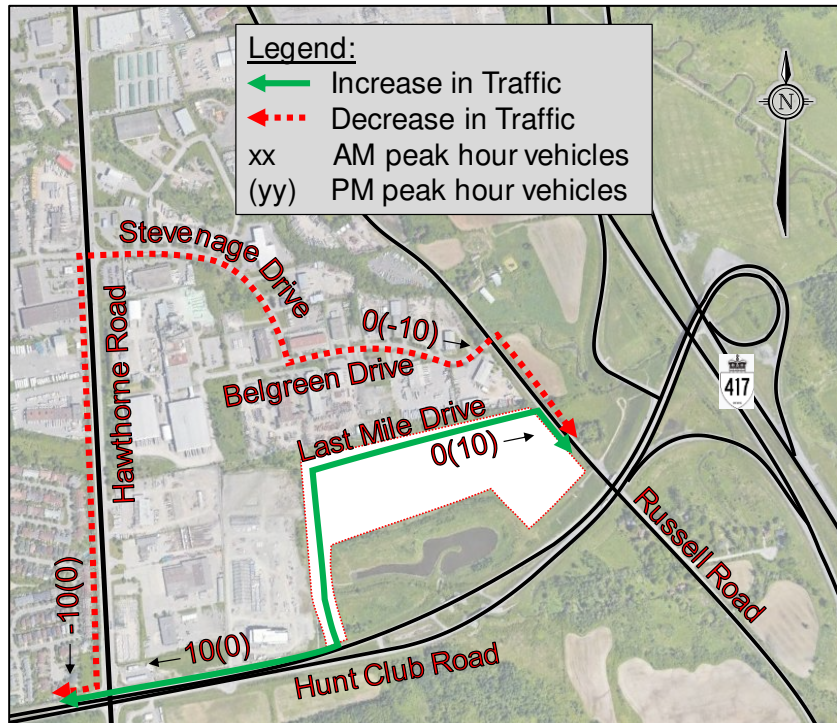 Legend:
Increase in Traffic
Decrease in Traffic
xx AM peak hour vehicles
(yy) PM peak hour vehicles
N
Stevenage Drive
0(-10)
417
Belgreen Drive
Hawthorne Road
Last Mile Drive
0(10)
Russell Road
-10(0)
10(0)
Hunt Club Road